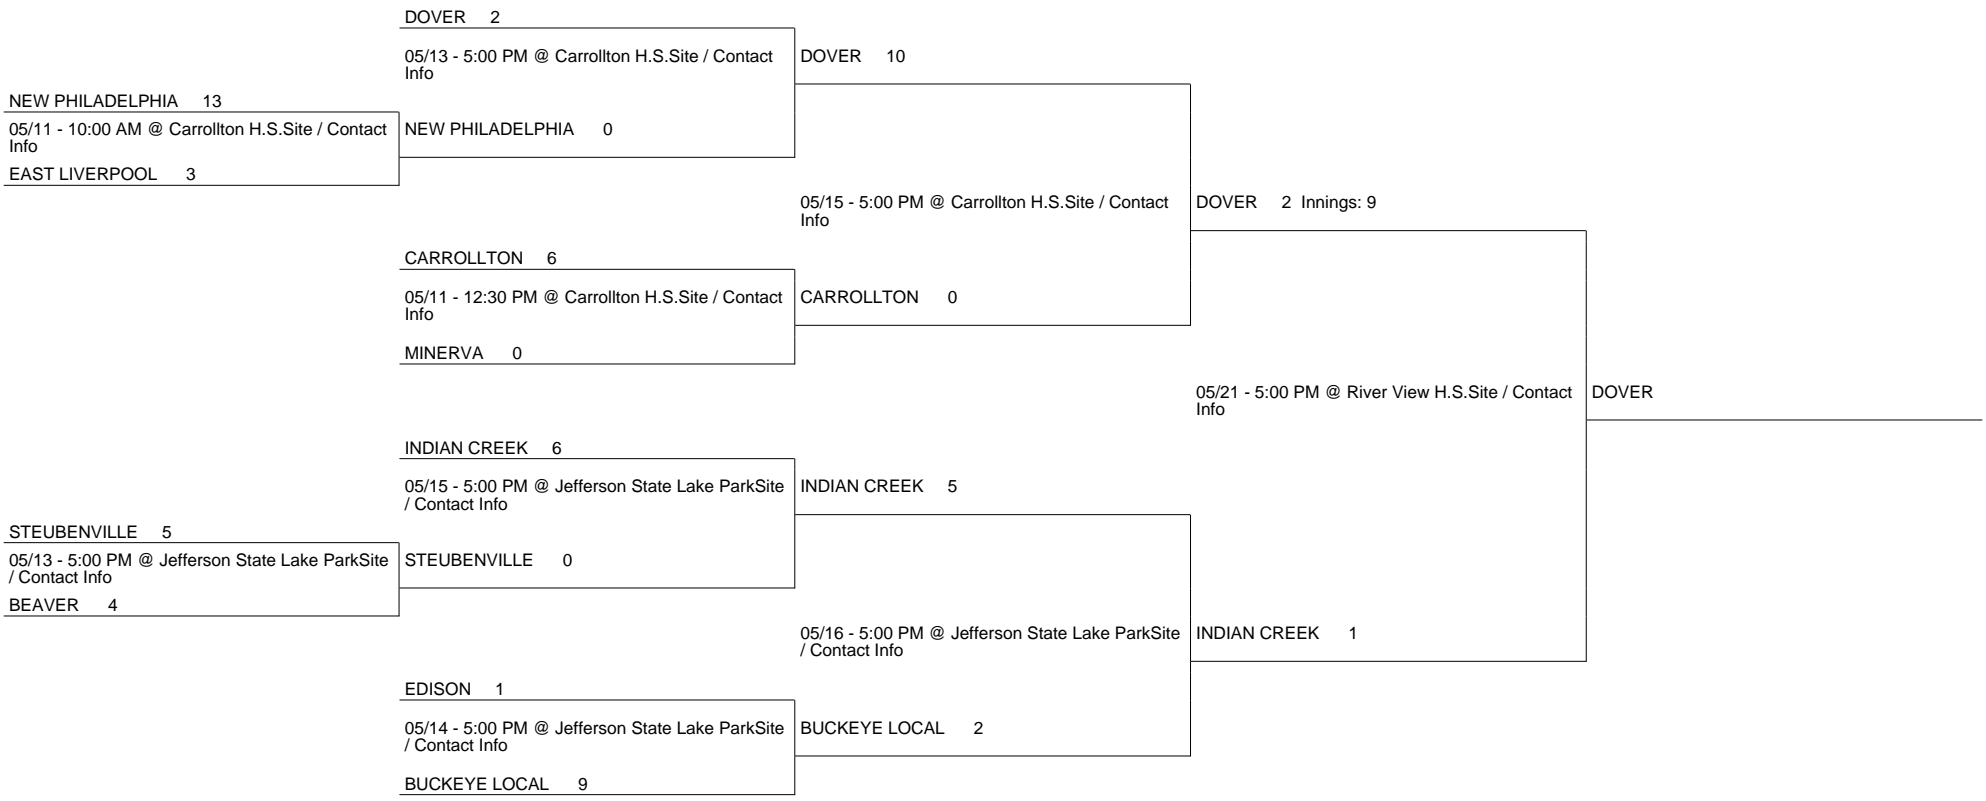 DOVER 2
05/13 - 5:00 PM @ Carrollton H.S.Site / Contact
Info
DOVER 10
NEW PHILADELPHIA 13
05/11 - 10:00 AM @ Carrollton H.S.Site / Contact
Info
EAST LIVERPOOL 3
NEW PHILADELPHIA 0
05/15 - 5:00 PM @ Carrollton H.S.Site / Contact
Info
DOVER 2 Innings: 9
CARROLLTON 6
05/11 - 12:30 PM @ Carrollton H.S.Site / Contact
Info
MINERVA 0
CARROLLTON 0
05/21 - 5:00 PM @ River View H.S.Site / Contact
Info
DOVER
INDIAN CREEK 6
05/15 - 5:00 PM @ Jefferson State Lake ParkSite
/ Contact Info
INDIAN CREEK 5
STEUBENVILLE 5
05/13 - 5:00 PM @ Jefferson State Lake ParkSite
/ Contact Info
BEAVER 4
STEUBENVILLE 0
05/16 - 5:00 PM @ Jefferson State Lake ParkSite
/ Contact Info
INDIAN CREEK 1
EDISON 1
05/14 - 5:00 PM @ Jefferson State Lake ParkSite
/ Contact Info
BUCKEYE LOCAL 9
BUCKEYE LOCAL 2